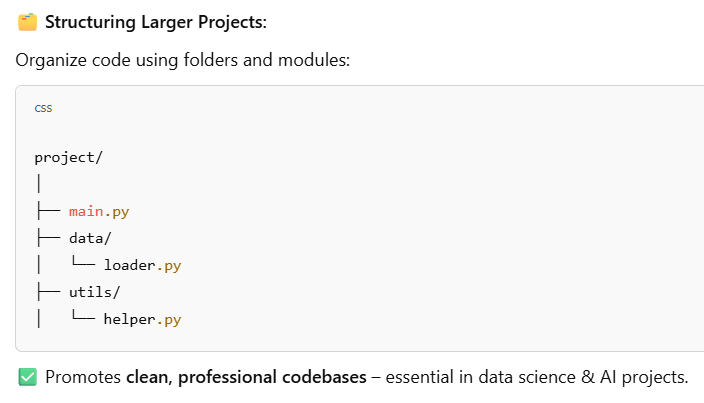 🗂️ Structuring Larger Projects:
Organize code using folders and modules:
css
project/
│
├── main.py
├── data/
│   └── loader.py
├── utils/
│   └── helper.py
✅ Promotes clean, professional codebases – essential in data science & AI projects.